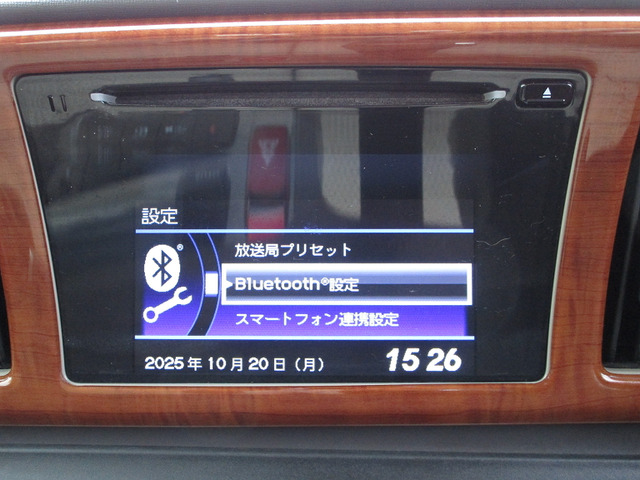 設定
放送局プリセット
Bluetooth®設定
スマートフォン連携設定
2025年10月20日（月） 15 26